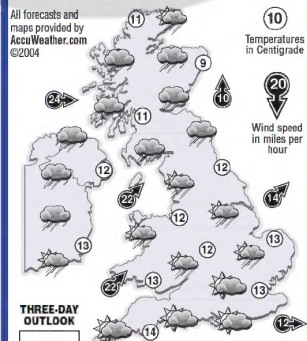 All forecasts and
maps provided by
AccuWeather.com
©2004
11
10
Temperatures
in Centigrade
9
24
10
20
11
Wind speed
in miles per
hour
12
12
22
14
12
12
13
13
22
13
13
THREE-DAY
OUTLOOK
14
12